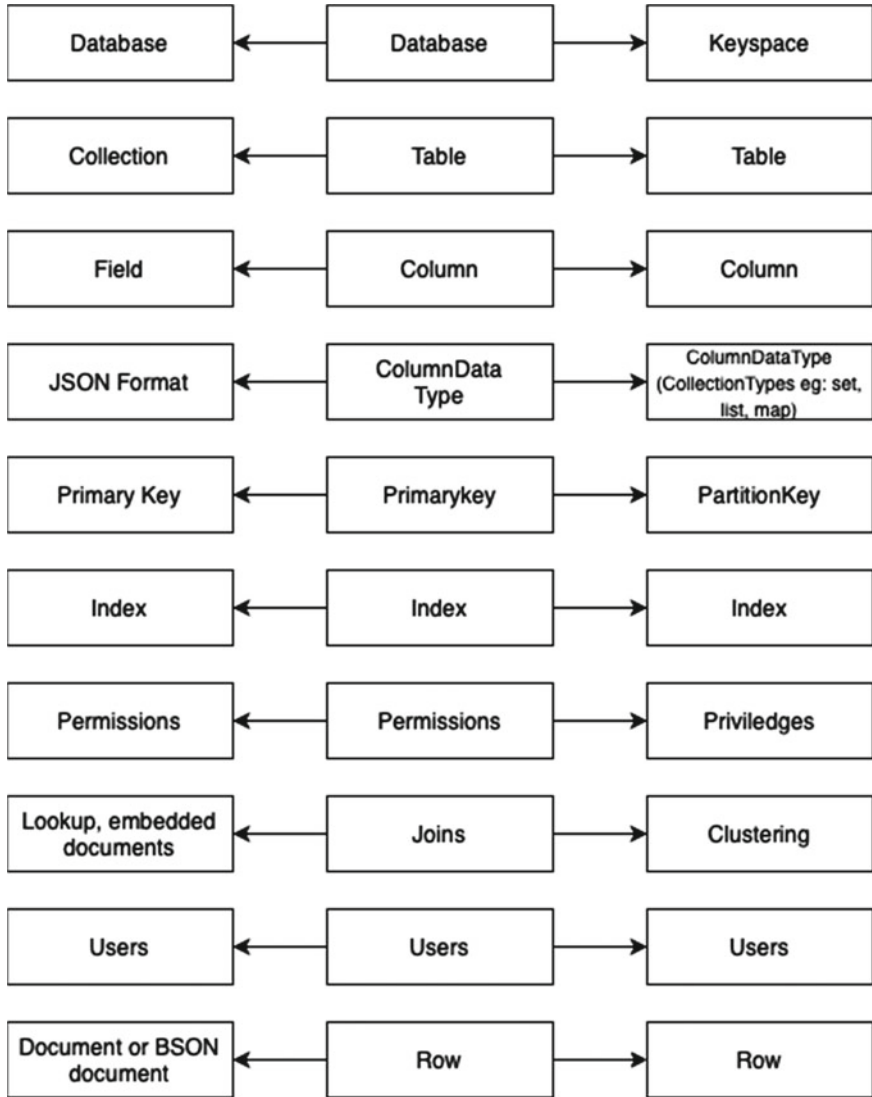 Database
Database
Keyspace
Collection
Table
Table
Field
Column
Column
JSON Format
ColumnData
Type
ColumnDataType
(CollectionTypes eg: set,
list, map)
Primary Key
Primarykey
PartitionKey
Index
Index
Index
Permissions
Permissions
Priviledges
Lookup, embedded
documents
Joins
Clustering
Users
Users
Users
Document or BSON
document
Row
Row